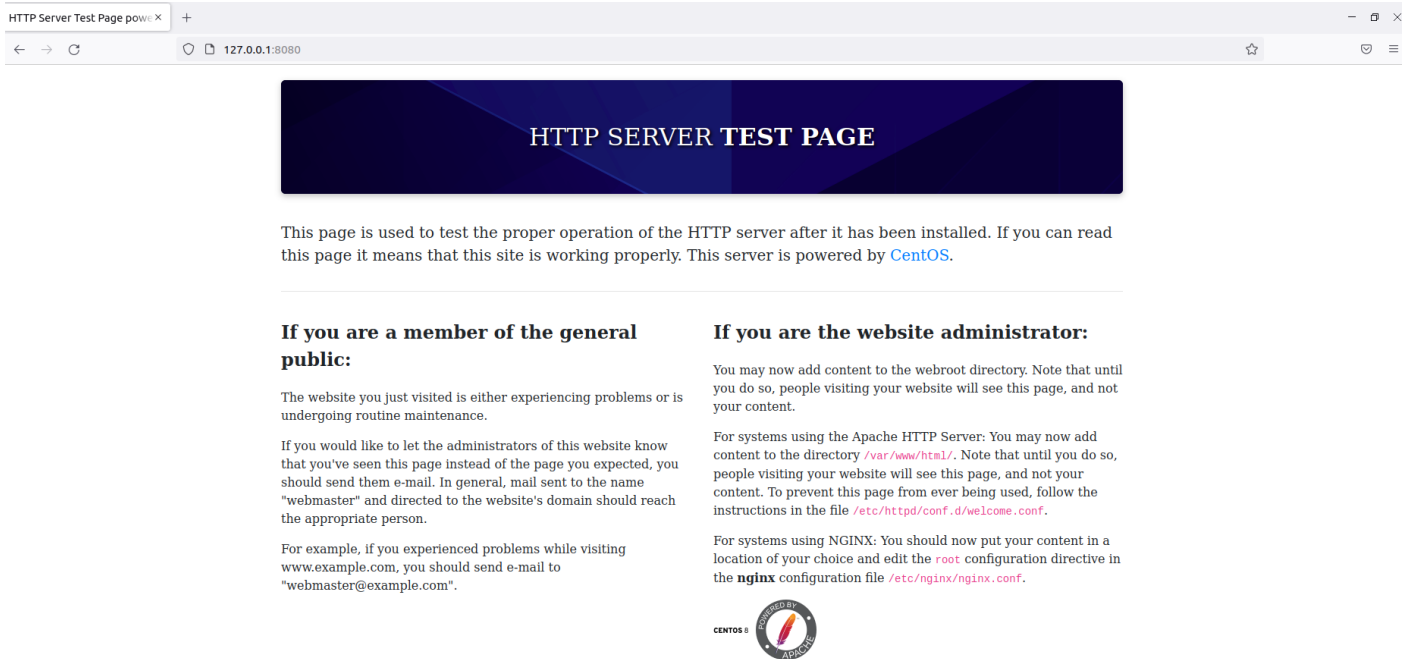 HTTP Server Test Page powe
127.0.0.1:8080
HTTP SERVER TEST PAGE
This page is used to test the proper operation of the HTTP server after it has been installed. If you can read
this page it means that this site is working properly. This server is powered by CentOS.
If you are a member of the general
public:
The website you just visited is either experiencing problems or is
undergoing routine maintenance.
If you would like to let the administrators of this website know
that you've seen this page instead of the page you expected, you
should send them e-mail. In general, mail sent to the name
"webmaster" and directed to the website's domain should reach
the appropriate person.
For example, if you experienced problems while visiting
www.example.com, you should send e-mail to
"webmaster@example.com".
If you are the website administrator:
You may now add content to the webroot directory. Note that until
you do so, people visiting your website will see this page, and not
your content.
For systems using the Apache HTTP Server: You may now add
content to the directory /var/www/html/. Note that until you do so,
people visiting your website will see this page, and not your
content. To prevent this page from ever being used, follow the
instructions in the file /etc/httpd/conf.d/welcome.conf.
For systems using NGINX: You should now put your content in a
location of your choice and edit the root configuration directive in
the nginx configuration file /etc/nginx/nginx.conf.
CENTOS 8
POWERED BY
APACHE